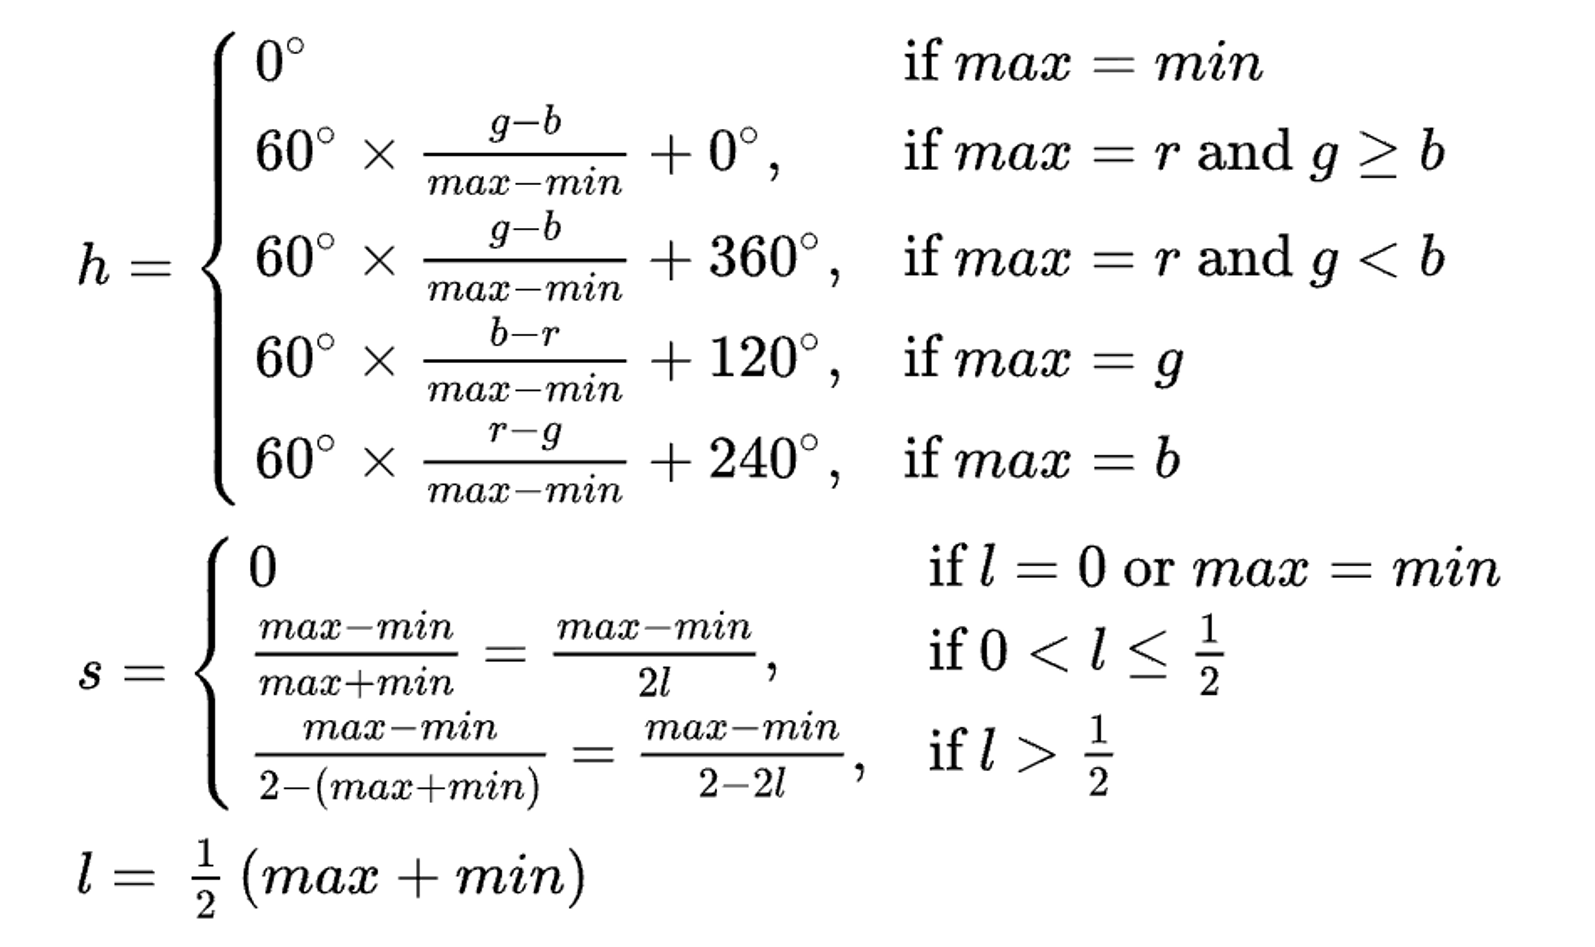 h = { 0° if max = min
60° × (g−b)/(max−min) + 0°, if max = r and g ≥ b
60° × (g−b)/(max−min) + 360°, if max = r and g < b
60° × (b−r)/(max−min) + 120°, if max = g
60° × (r−g)/(max−min) + 240°, if max = b
s = { 0 if l = 0 or max = min
(max−min)/(max+min) = (max−min)/(2l), if 0 < l ≤ 1/2
(max−min)/(2−(max+min)) = (max−min)/(2−2l), if l > 1/2
l = 1/2 (max + min)